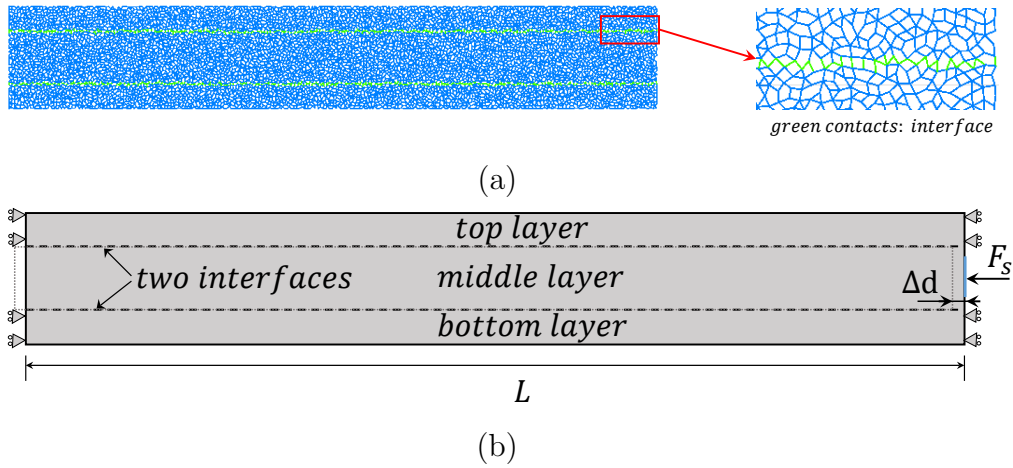 green contacts: interface
(a)
top layer
two interfaces
middle layer
F_s
Δd
bottom layer
L
(b)